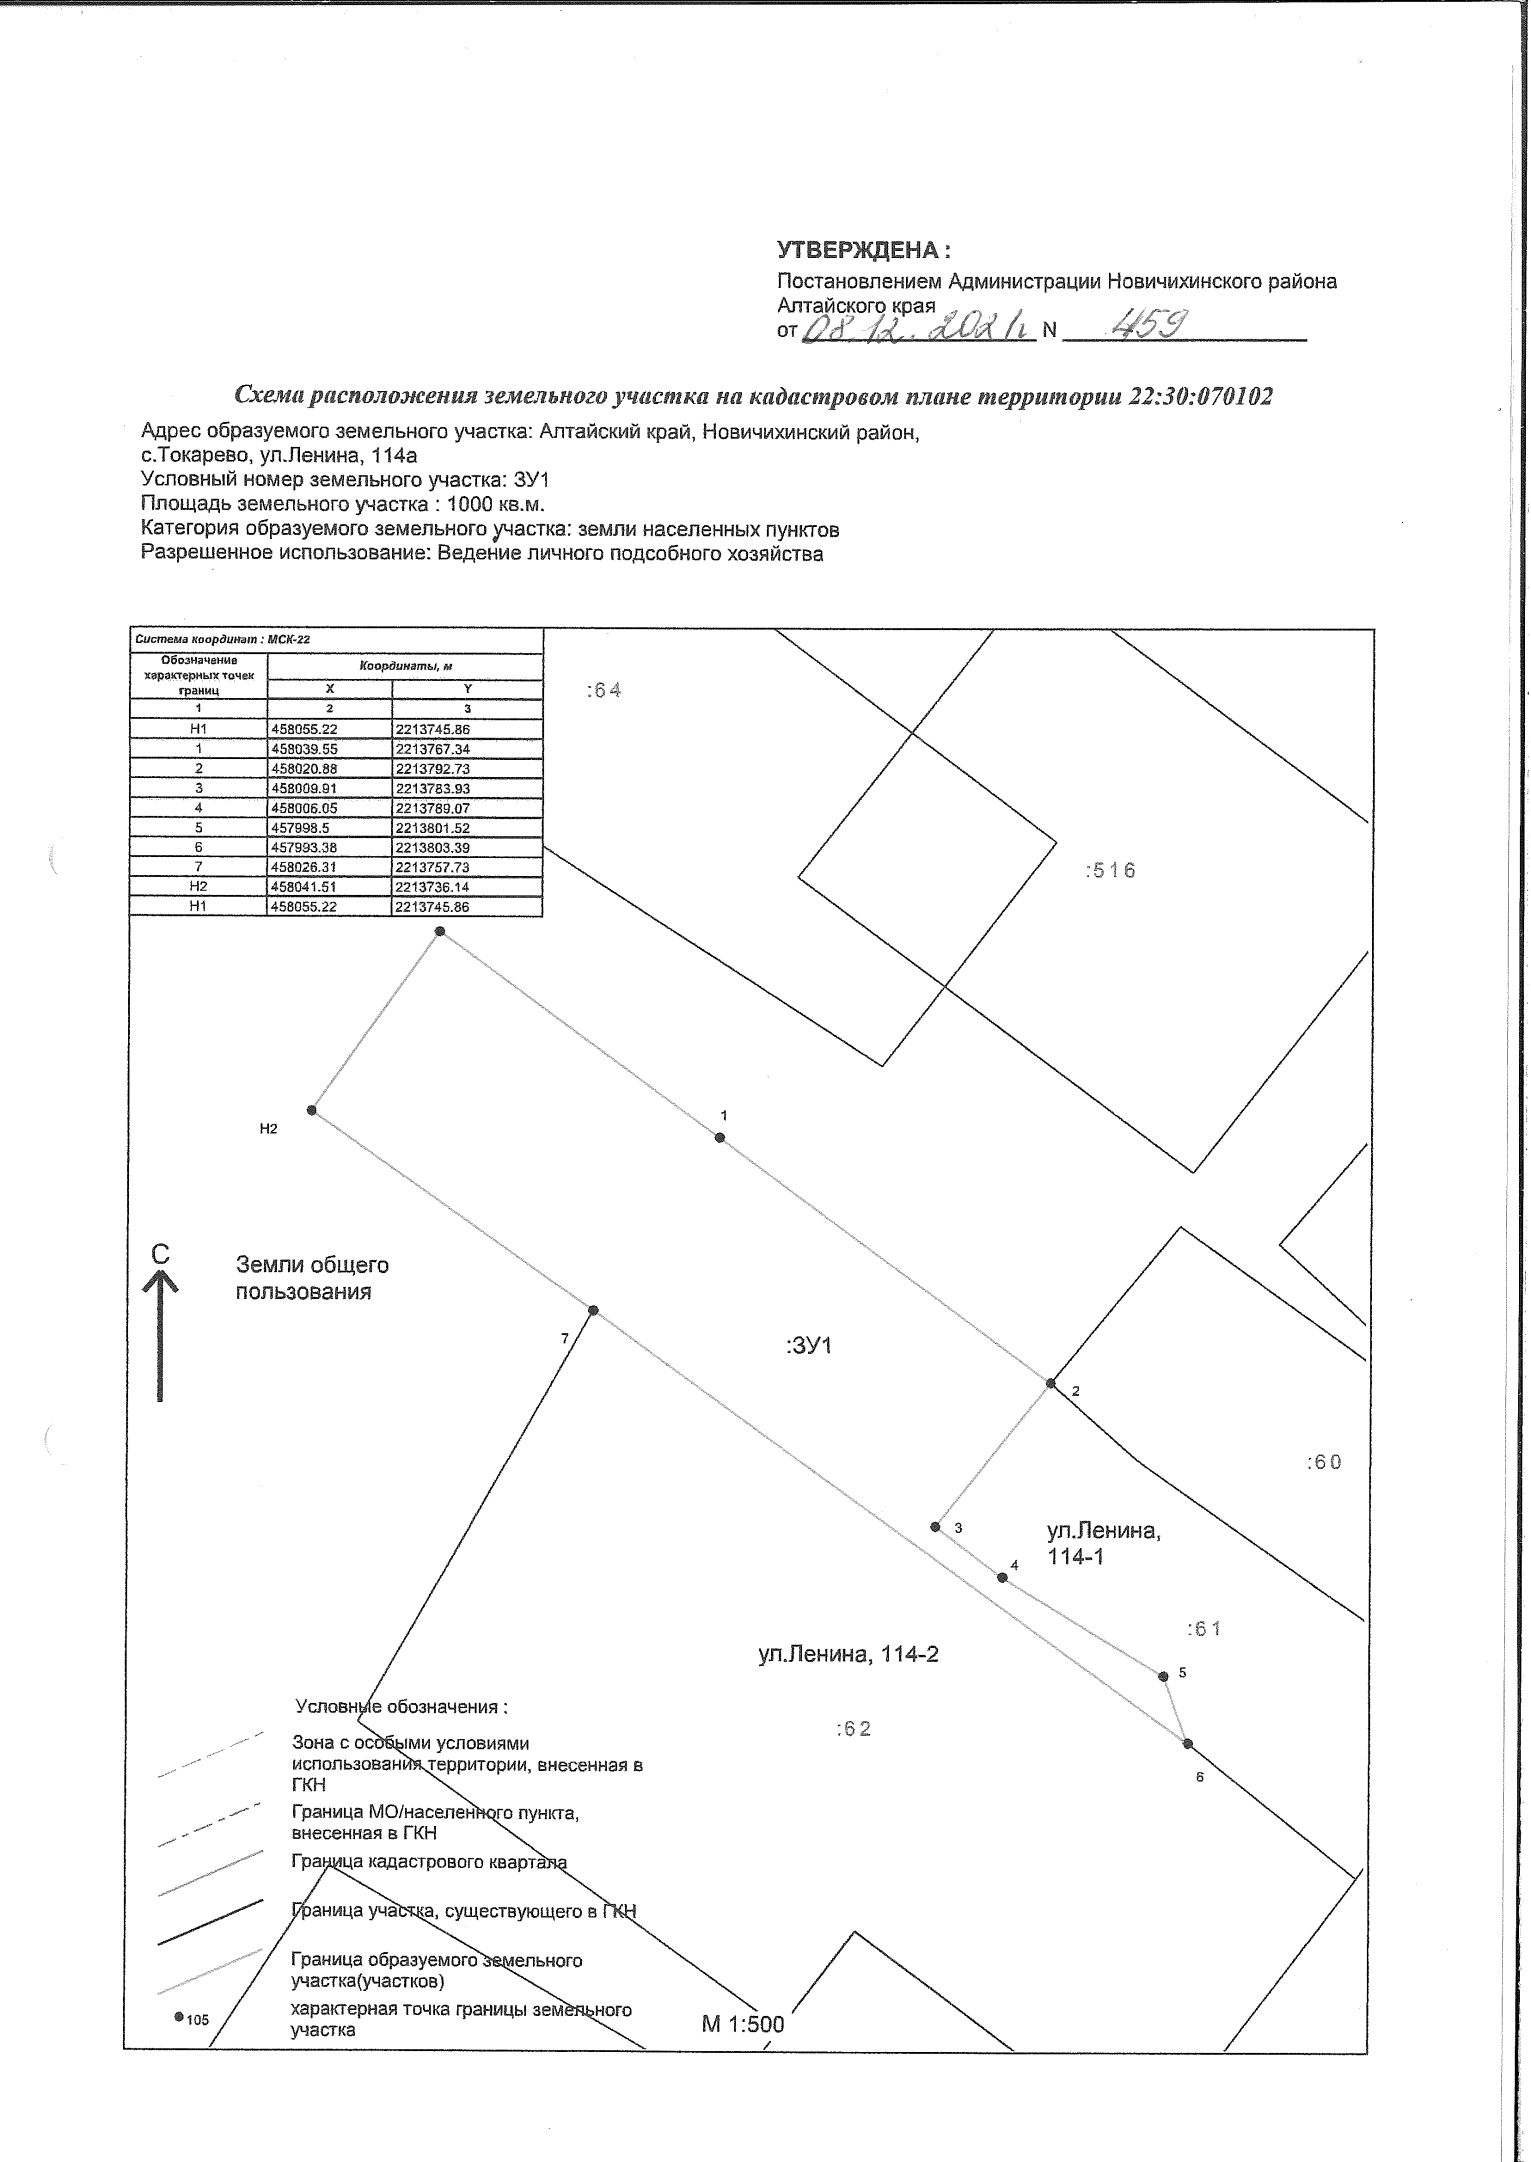 УТВЕРЖДЕНА :
Постановлением Администрации Новичихинского района
Алтайского края
от 08.12.2021г N 459
Схема расположения земельного участка на кадастровом плане территории 22:30:070102
Адрес образуемого земельного участка: Алтайский край, Новичихинский район,
с.Токарево, ул.Ленина, 114а
Условный номер земельного участка: ЗУ1
Площадь земельного участка : 1000 кв.м.
Категория образуемого земельного участка: земли населенных пунктов
Разрешенное использование: Ведение личного подсобного хозяйства
Система координат : МСК-22
Обозначение характерных точек границ Координаты, м
X Y
1 2 3
Н1 458055.22 2213745.86
1 458039.55 2213767.34
2 458020.88 2213792.73
3 458009.91 2213783.93
4 458006.05 2213789.07
5 457998.5 2213801.52
6 457993.38 2213803.39
7 458026.31 2213757.73
Н2 458041.51 2213736.14
Н1 458055.22 2213745.86
:64
:516
1
Н2
С
Земли общего
пользования
7
:ЗУ1
2
:60
3
ул.Ленина,
114-1
4
:61
ул.Ленина, 114-2
5
:62
6
Условные обозначения :
Зона с особыми условиями
использования территории, внесенная в
ГКН
Граница МО/населенного пункта,
внесенная в ГКН
Граница кадастрового квартала
Граница участка, существующего в ГКН
Граница образуемого земельного
участка(участков)
105 характерная точка границы земельного
участка
М 1:500